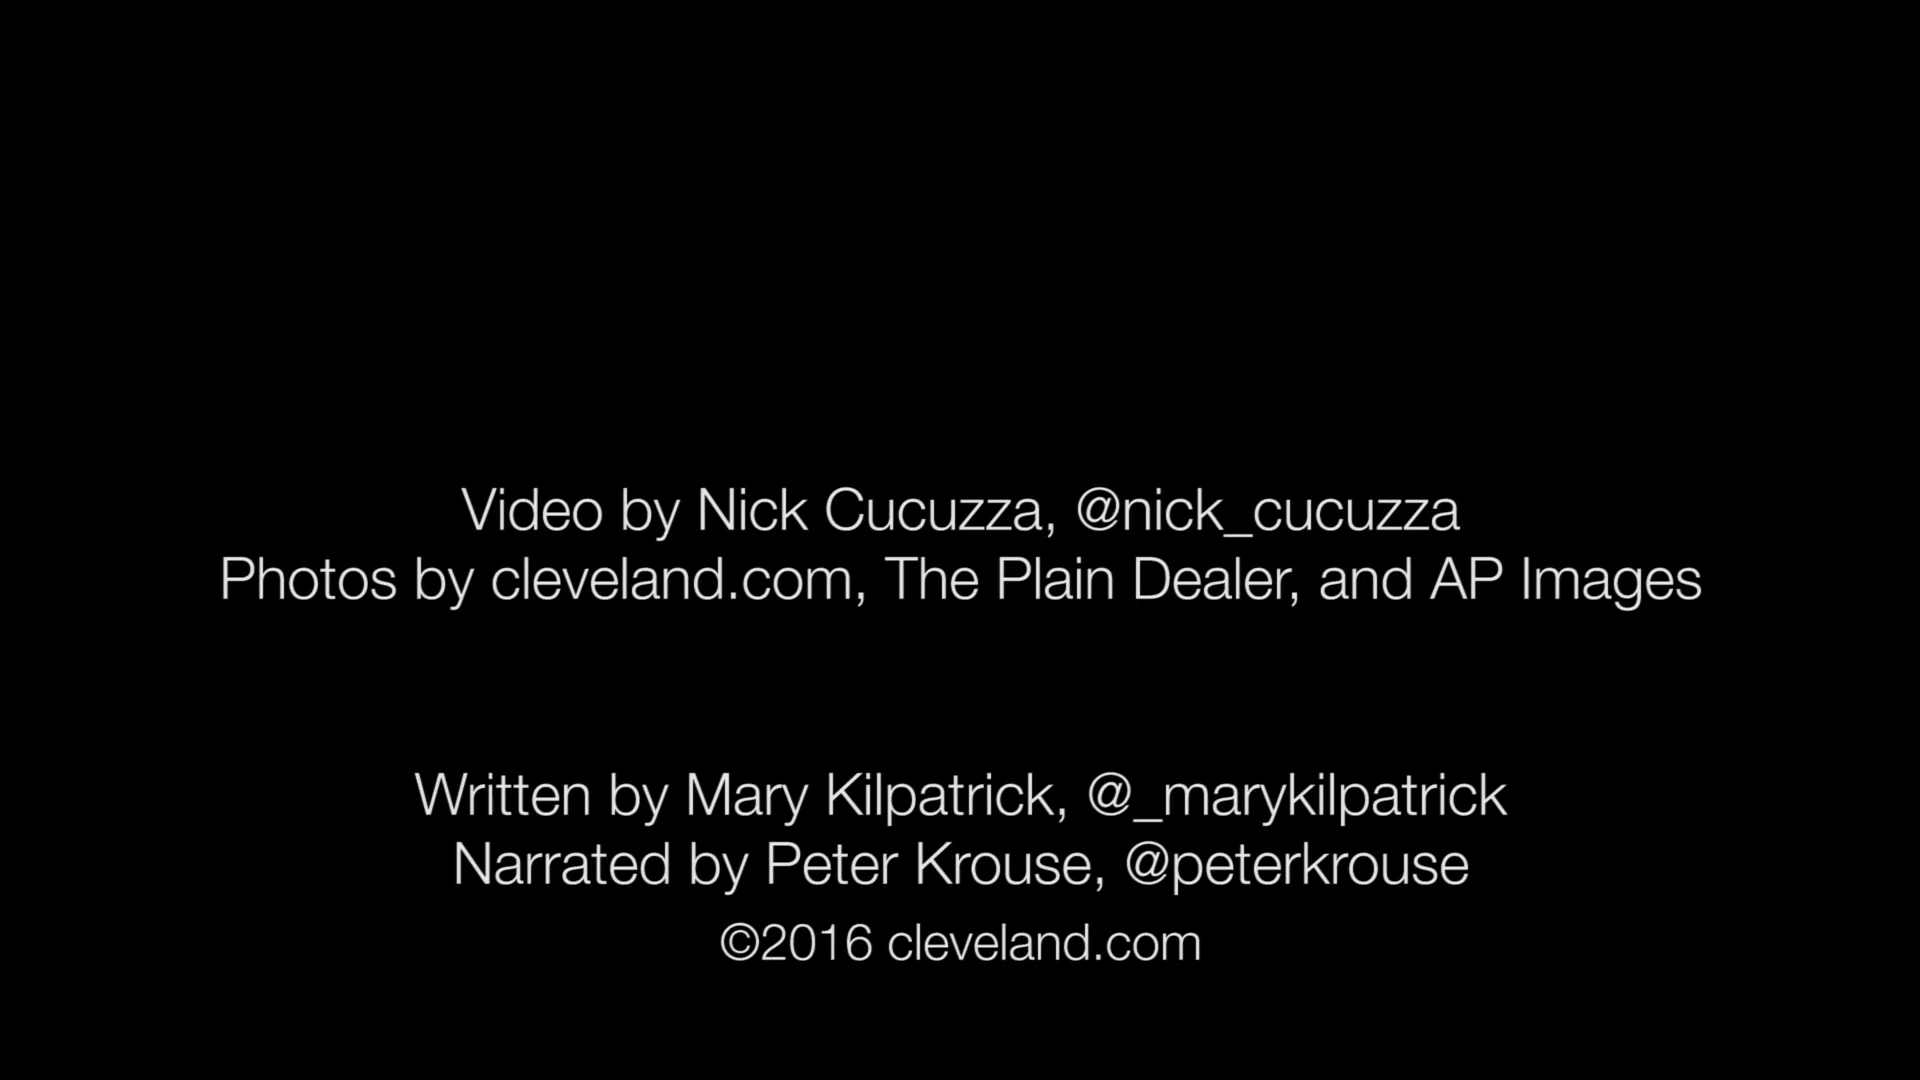 Video by Nick Cucuzza, @nick_cucuzza
Photos by cleveland.com, The Plain Dealer, and AP Images
Written by Mary Kilpatrick, @_marykilpatrick
Narrated by Peter Krouse, @peterkrouse
©2016 cleveland.com